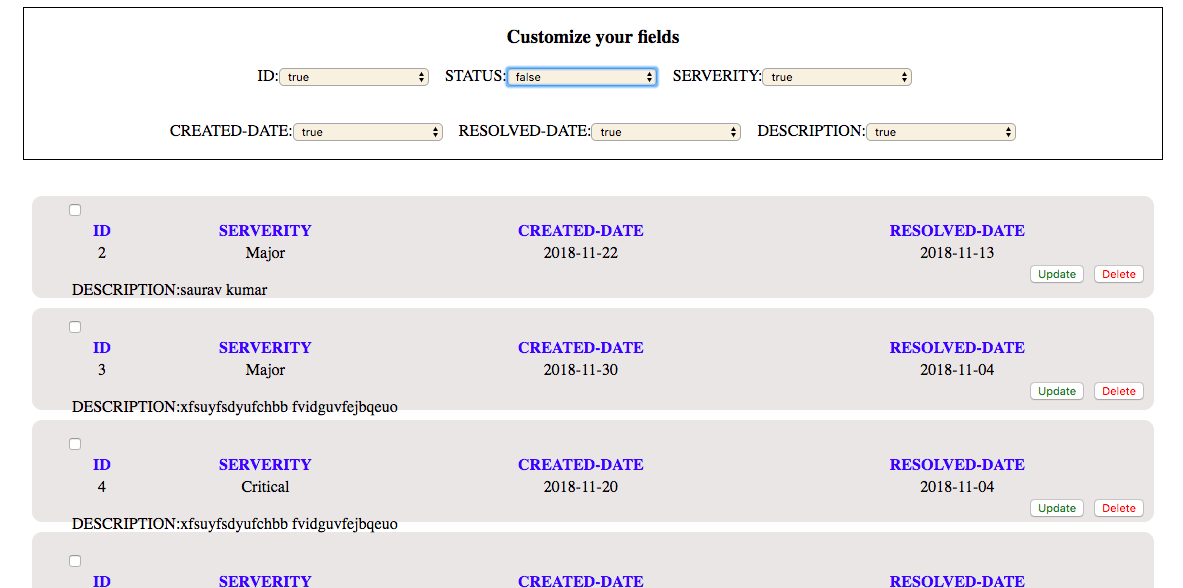 Customize your fields
ID: true STATUS: false SERVERITY: true
CREATED-DATE: true RESOLVED-DATE: true DESCRIPTION: true
ID SERVERITY CREATED-DATE RESOLVED-DATE
2 Major 2018-11-22 2018-11-13
Update Delete
DESCRIPTION:saurav kumar
ID SERVERITY CREATED-DATE RESOLVED-DATE
3 Major 2018-11-30 2018-11-04
Update Delete
DESCRIPTION:xfsuyfsdyufchbb fvidguvfejbqeuo
ID SERVERITY CREATED-DATE RESOLVED-DATE
4 Critical 2018-11-20 2018-11-04
Update Delete
DESCRIPTION:xfsuyfsdyufchbb fvidguvfejbqeuo
ID SERVERITY CREATED-DATE RESOLVED-DATE